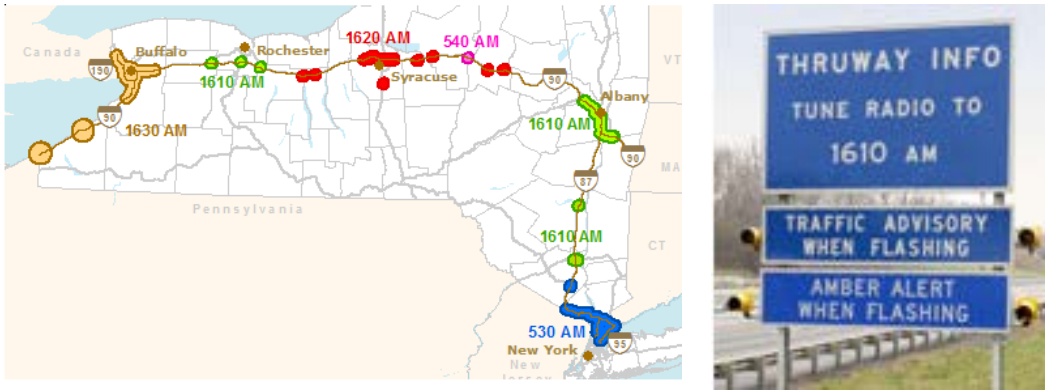 Canada
Buffalo
Rochester
1620 AM
540 AM
VT
190
1610 AM
Syracuse
90
90
1630 AM
Albany
1610 AM
90
MA
87
Pennsylvania
1610 AM
CT
530 AM
95
New York
New
Jersey
THRUWAY INFO
TUNE RADIO TO
1610 AM
TRAFFIC ADVISORY
WHEN FLASHING
AMBER ALERT
WHEN FLASHING